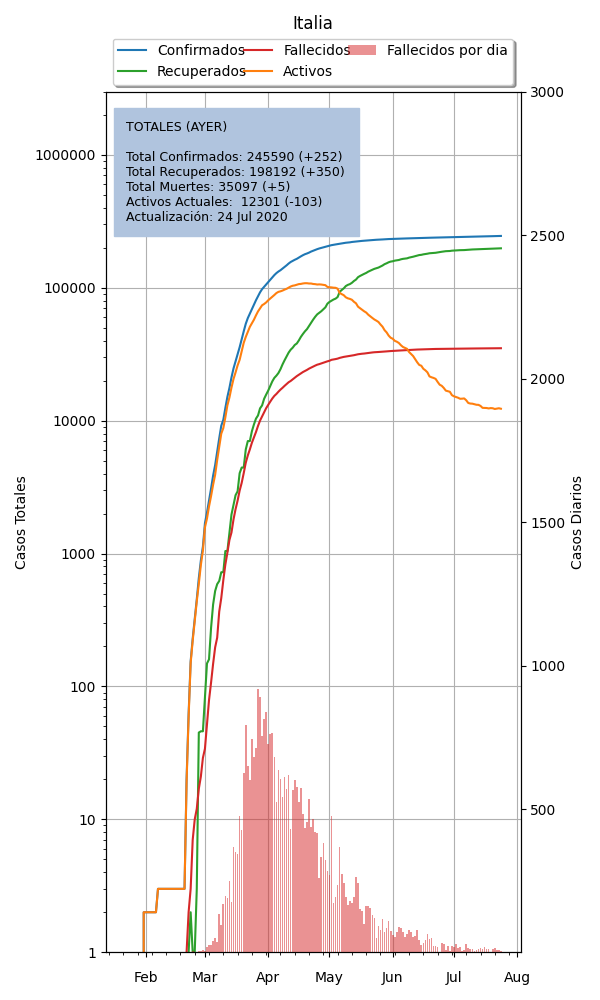 Italia
Confirmados Fallecidos Fallecidos por dia
Recuperados Activos
TOTALES (AYER)
Total Confirmados: 245590 (+252)
Total Recuperados: 198192 (+350)
Total Muertes: 35097 (+5)
Activos Actuales:  12301 (-103)
Actualización: 24 Jul 2020
1000000
100000
10000
1000
100
10
1
Casos Totales
3000
2500
2000
1500
1000
500
Casos Diarios
Feb Mar Apr May Jun Jul Aug